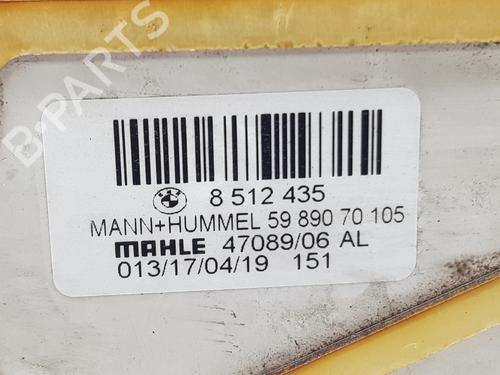 B-PARTS
8 512 435
MANN+HUMMEL 59 890 70 105
MAHLE 47089/06 AL
013/17/04/19 151